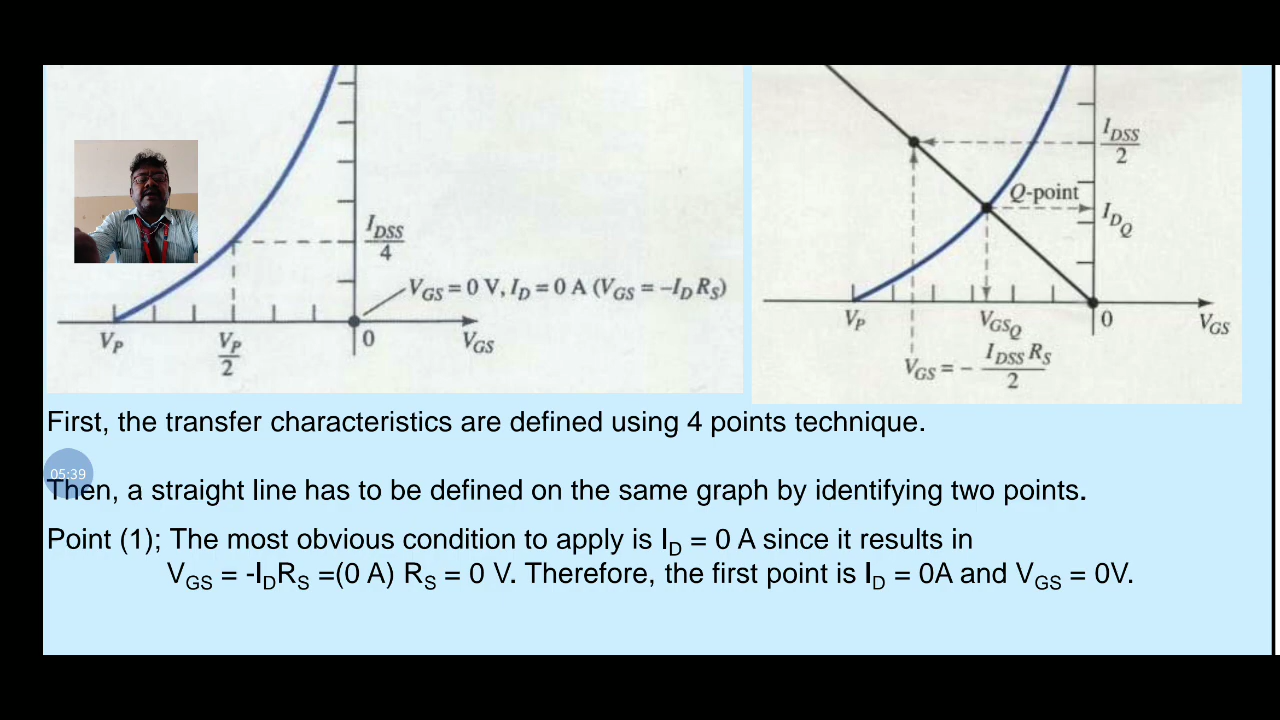 I_DSS
4
V_GS = 0 V, I_D = 0 A (V_GS = –I_D R_S)
V_P
V_P
2
0
V_GS
I_DSS
2
Q-point
I_DQ
V_P
V_GSQ
0
V_GS
V_GS = – I_DSS R_S
2
First, the transfer characteristics are defined using 4 points technique.
05:39
Then, a straight line has to be defined on the same graph by identifying two points.
Point (1); The most obvious condition to apply is I_D = 0 A since it results in
V_GS = -I_DR_S =(0 A) R_S = 0 V. Therefore, the first point is I_D = 0A and V_GS = 0V.